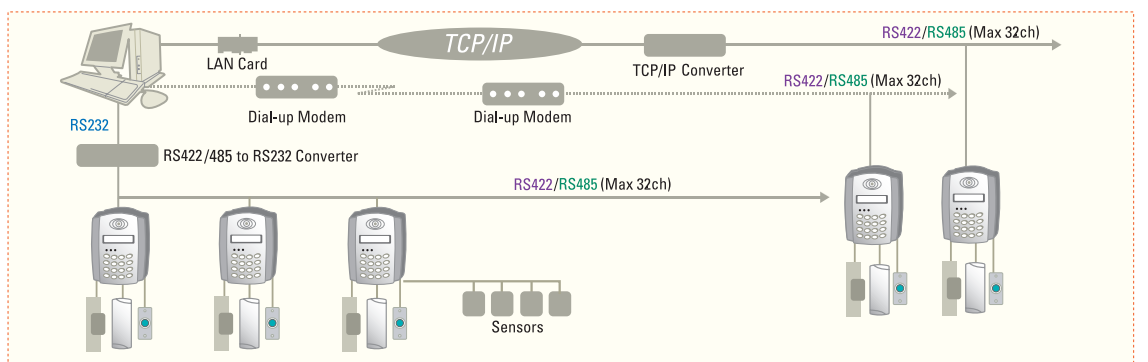 TCP/IP
RS422/RS485 (Max 32ch)
LAN Card
TCP/IP Converter
RS422/RS485 (Max 32ch)
Dial-up Modem
Dial-up Modem
RS232
RS422/485 to RS232 Converter
RS422/RS485 (Max 32ch)
Sensors